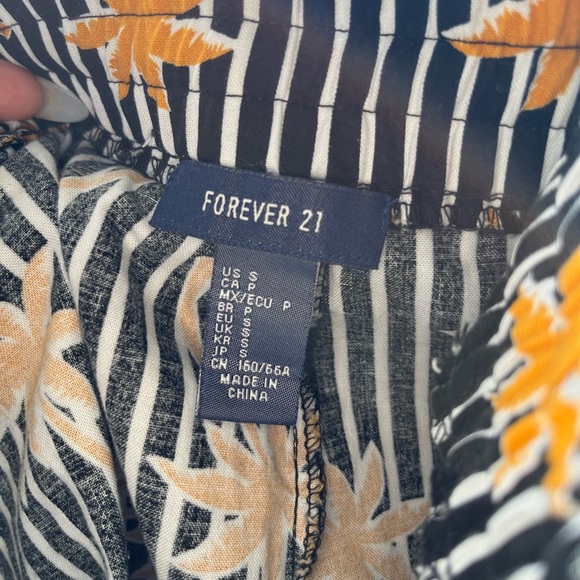 FOREVER 21
US S
CA P
MX/ECU P
BR P
EU S
UK S
KR S
JP S
CN 160/66A
MADE IN
CHINA